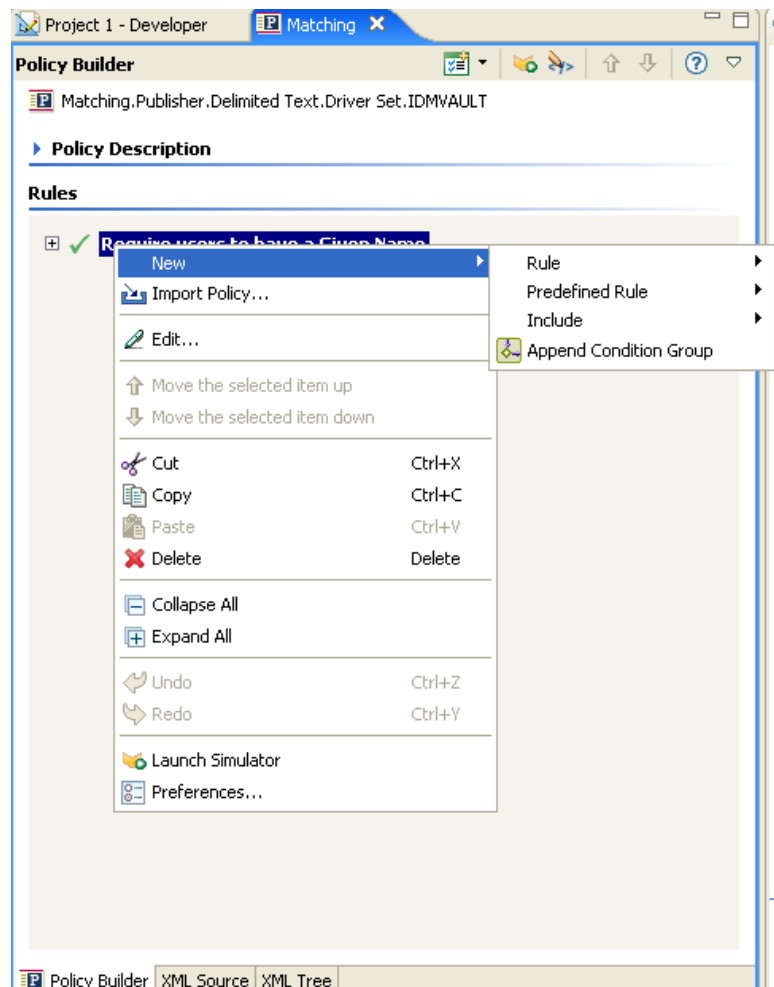 Project 1 - Developer
Matching
Policy Builder
Matching.Publisher.Delimited Text.Driver Set.IDMVAULT
Policy Description
Rules
Require users to have a Given Name
New
Rule
Import Policy...
Predefined Rule
Include
Edit...
Append Condition Group
Move the selected item up
Move the selected item down
Cut Ctrl+X
Copy Ctrl+C
Paste Ctrl+V
Delete Delete
Collapse All
Expand All
Undo Ctrl+Z
Redo Ctrl+Y
Launch Simulator
Preferences...
Policy Builder XML Source XML Tree